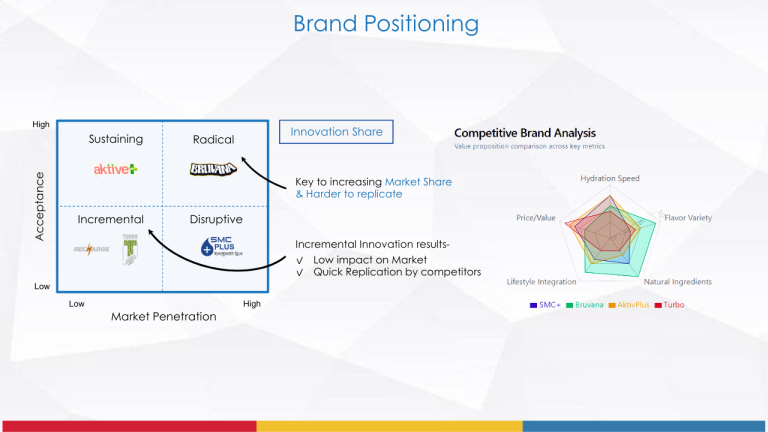 Brand Positioning
High
Acceptance
Low
Sustaining
aktive+
Radical
BRUVANA
Incremental
RECHARGE
TURBO
Disruptive
SMC
PLUS
Low
High
Market Penetration
Innovation Share
Key to increasing Market Share
& Harder to replicate
Incremental Innovation results-
✓ Low impact on Market
✓ Quick Replication by competitors
Competitive Brand Analysis
Value proposition comparison across key metrics
Hydration Speed
Price/Value
Flavor Variety
Lifestyle Integration
Natural Ingredients
SMC+ Bruvana AktivPlus Turbo